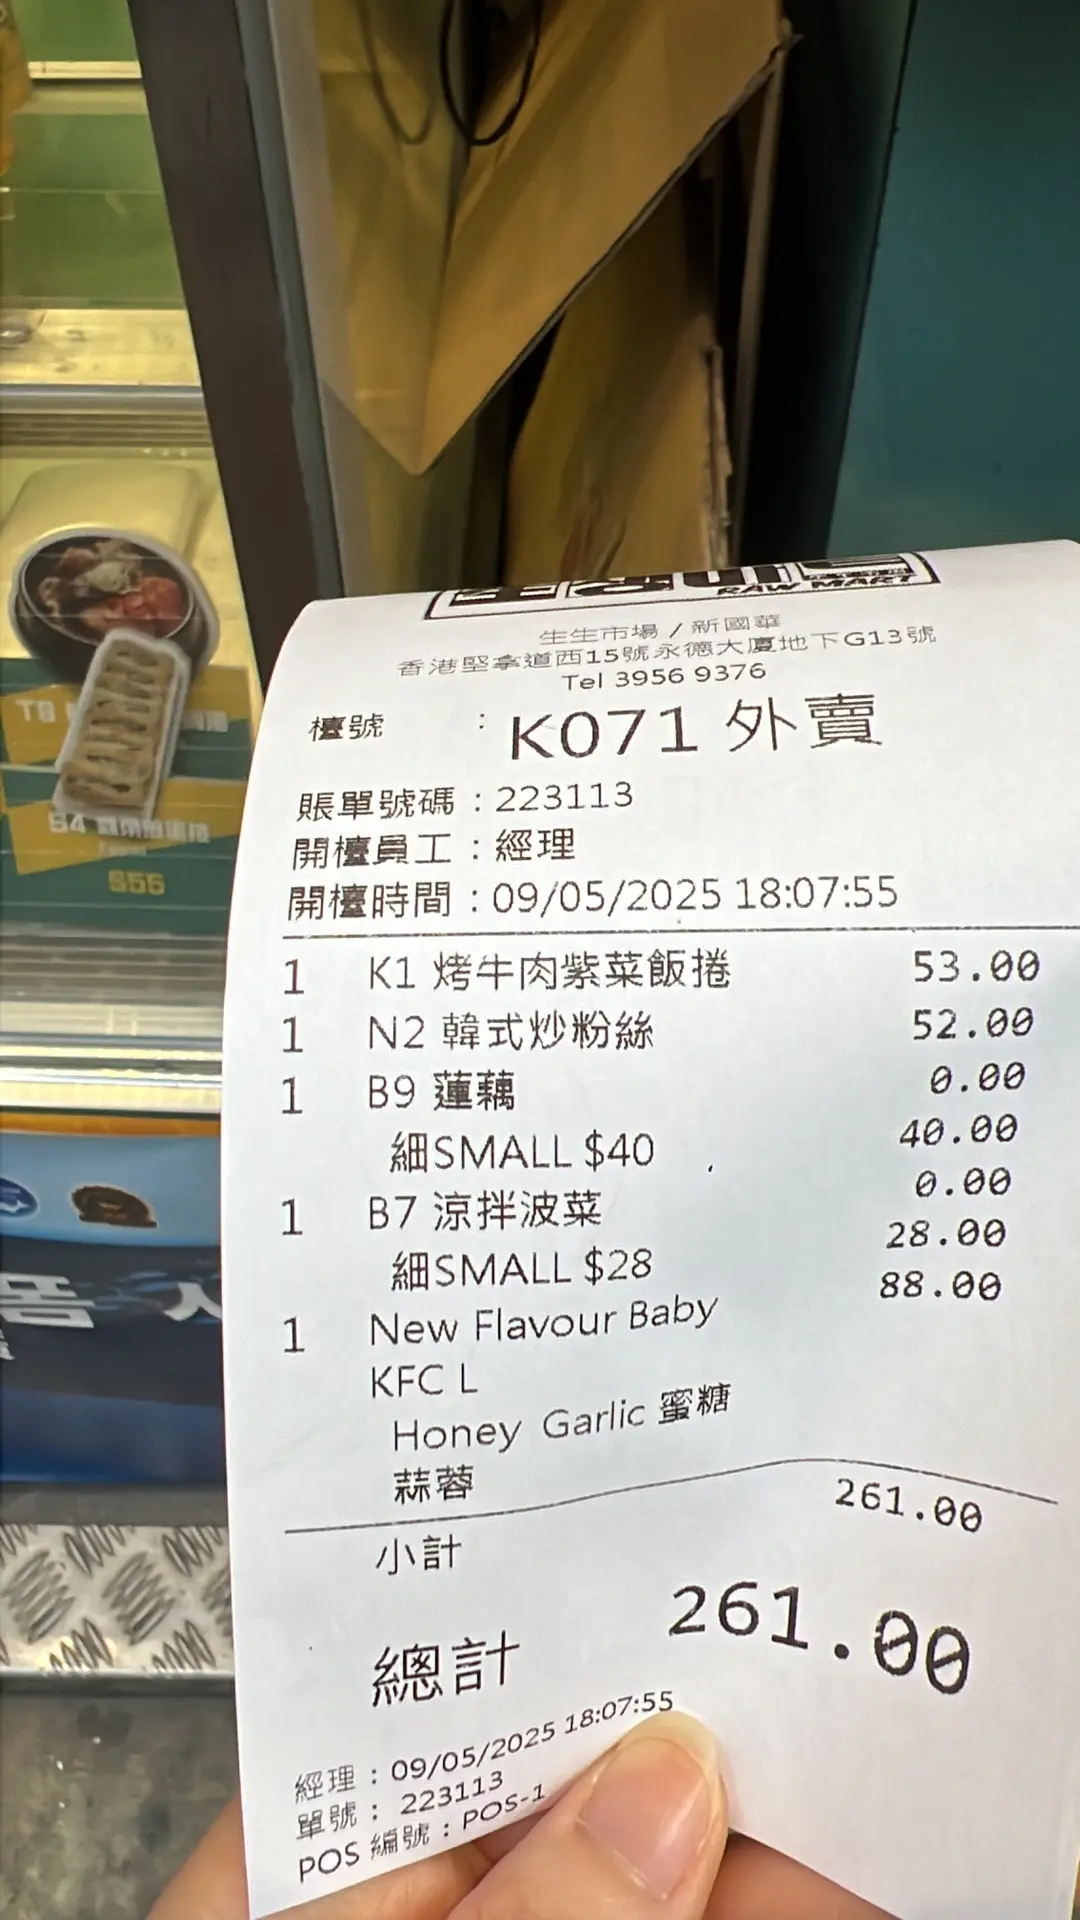 RAW MARKET
生生市場 / 新國華
香港堅拿道西15號永德大廈地下G13號
Tel 3956 9376
檯號 : K071 外賣
賬單號碼 : 223113
開檯員工 : 經理
開檯時間 : 09/05/2025 18:07:55
1 K1 烤牛肉紫菜飯捲 53.00
1 N2 韓式炒粉絲 52.00
1 B9 蓮藕 0.00
細SMALL $40 40.00
1 B7 涼拌波菜 0.00
細SMALL $28 28.00
1 New Flavour Baby 88.00
KFC L
Honey Garlic 蜜糖
蒜蓉
小計 261.00
總計 261.00
經理 : 09/05/2025 18:07:55
單號 : 223113
POS 編號 : POS-1
T8
S4
$55